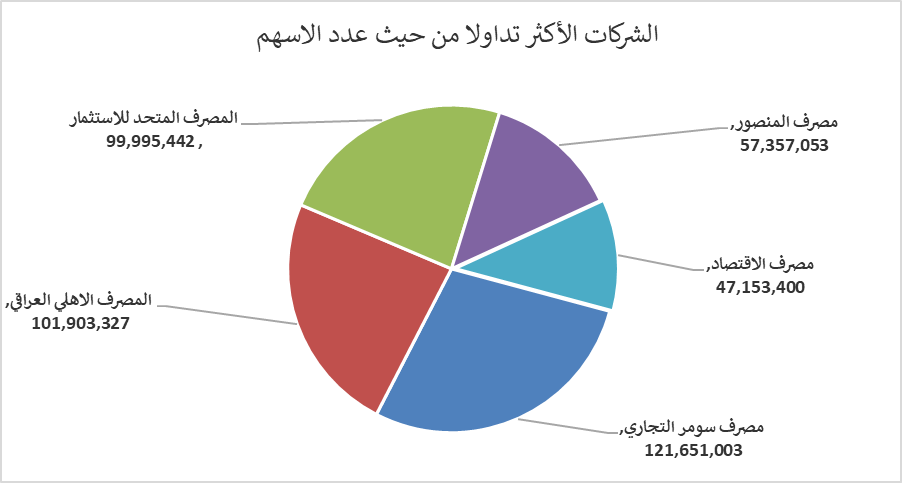 الشركات الأكثر تداولا من حيث عدد الاسهم
مصرف المنصور,
57,357,053
مصرف الاقتصاد,
47,153,400
مصرف سومر التجاري,
121,651,003
المصرف الاهلي العراقي,
101,903,327
المصرف المتحد للاستثمار
, 99,995,442